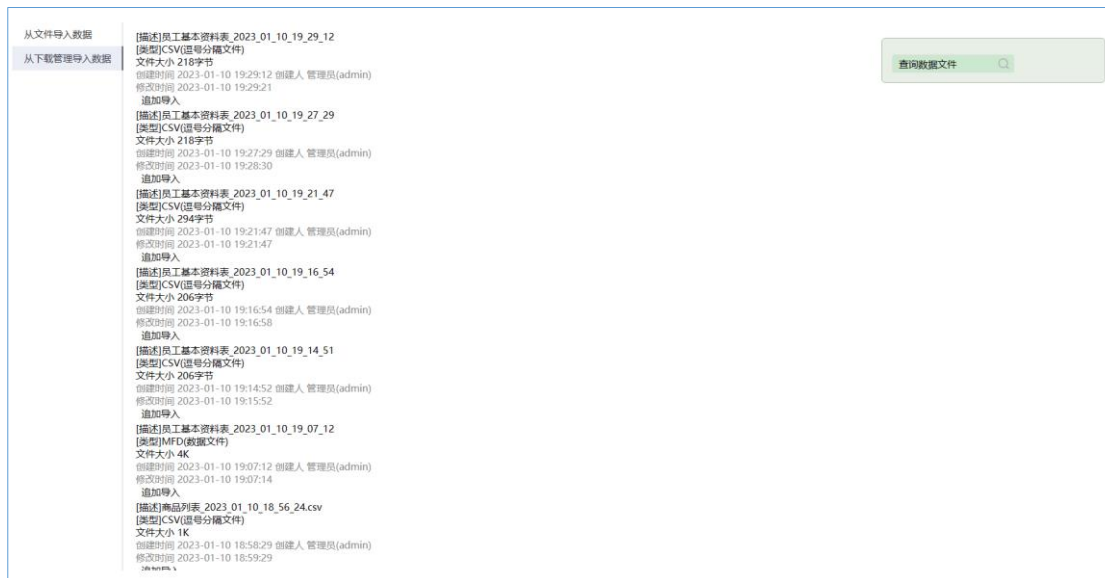 从文件导入数据
从下载管理导入数据
[描述]员工基本资料表_2023_01_10_19_29_12
[类型]CSV(逗号分隔文件)
文件大小 218字节
创建时间 2023-01-10 19:29:12 创建人 管理员(admin)
修改时间 2023-01-10 19:29:21
追加导入
[描述]员工基本资料表_2023_01_10_19_27_29
[类型]CSV(逗号分隔文件)
文件大小 218字节
创建时间 2023-01-10 19:27:29 创建人 管理员(admin)
修改时间 2023-01-10 19:28:30
追加导入
[描述]员工基本资料表_2023_01_10_19_21_47
[类型]CSV(逗号分隔文件)
文件大小 294字节
创建时间 2023-01-10 19:21:47 创建人 管理员(admin)
修改时间 2023-01-10 19:21:47
追加导入
[描述]员工基本资料表_2023_01_10_19_16_54
[类型]CSV(逗号分隔文件)
文件大小 206字节
创建时间 2023-01-10 19:16:54 创建人 管理员(admin)
修改时间 2023-01-10 19:16:58
追加导入
[描述]员工基本资料表_2023_01_10_19_14_51
[类型]CSV(逗号分隔文件)
文件大小 206字节
创建时间 2023-01-10 19:14:52 创建人 管理员(admin)
修改时间 2023-01-10 19:15:52
追加导入
[描述]员工基本资料表_2023_01_10_19_07_12
[类型]MFD(数据文件)
文件大小 4K
创建时间 2023-01-10 19:07:12 创建人 管理员(admin)
修改时间 2023-01-10 19:07:14
追加导入
[描述]商品列表_2023_01_10_18_56_24.csv
[类型]CSV(逗号分隔文件)
文件大小 1K
创建时间 2023-01-10 18:58:29 创建人 管理员(admin)
修改时间 2023-01-10 18:59:29
追加导入
查询数据文件